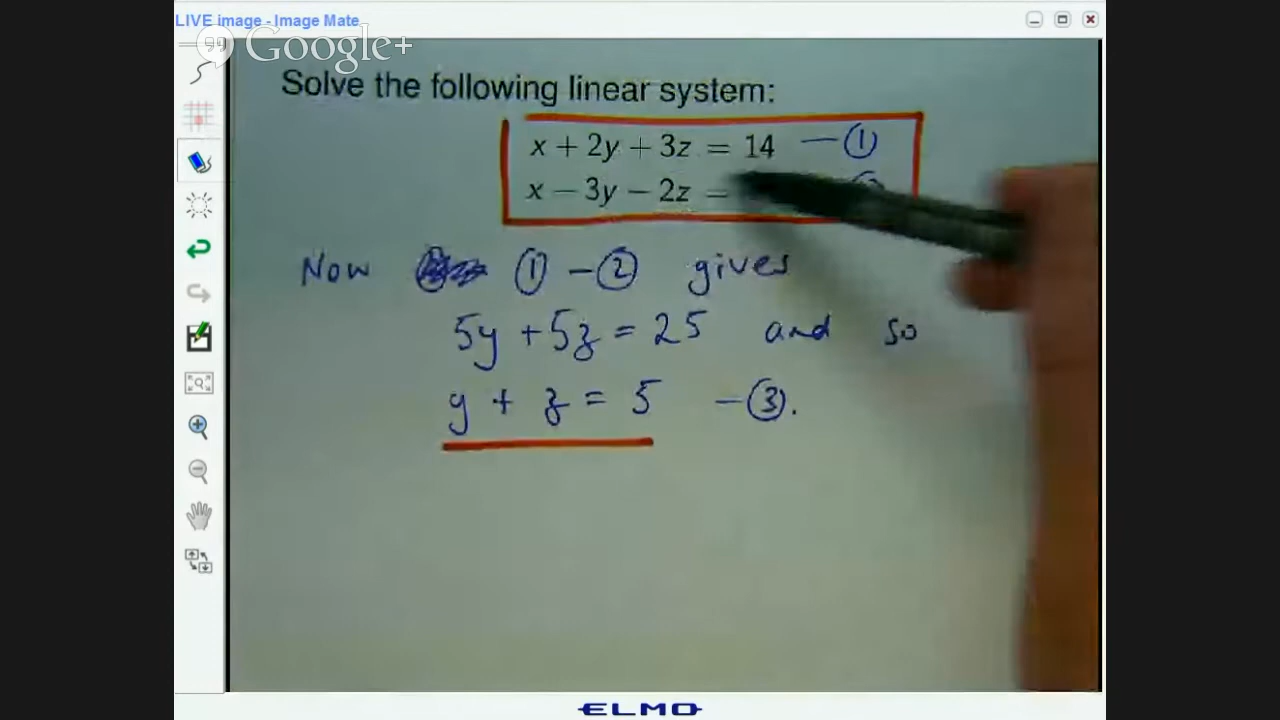 LIVE image - Image Mate
Google+
Solve the following linear system:
x + 2y + 3z = 14 — ①
x − 3y − 2z =
Now ① − ② gives
5y + 5z = 25 and so
y + z = 5 − ③.
ELMO